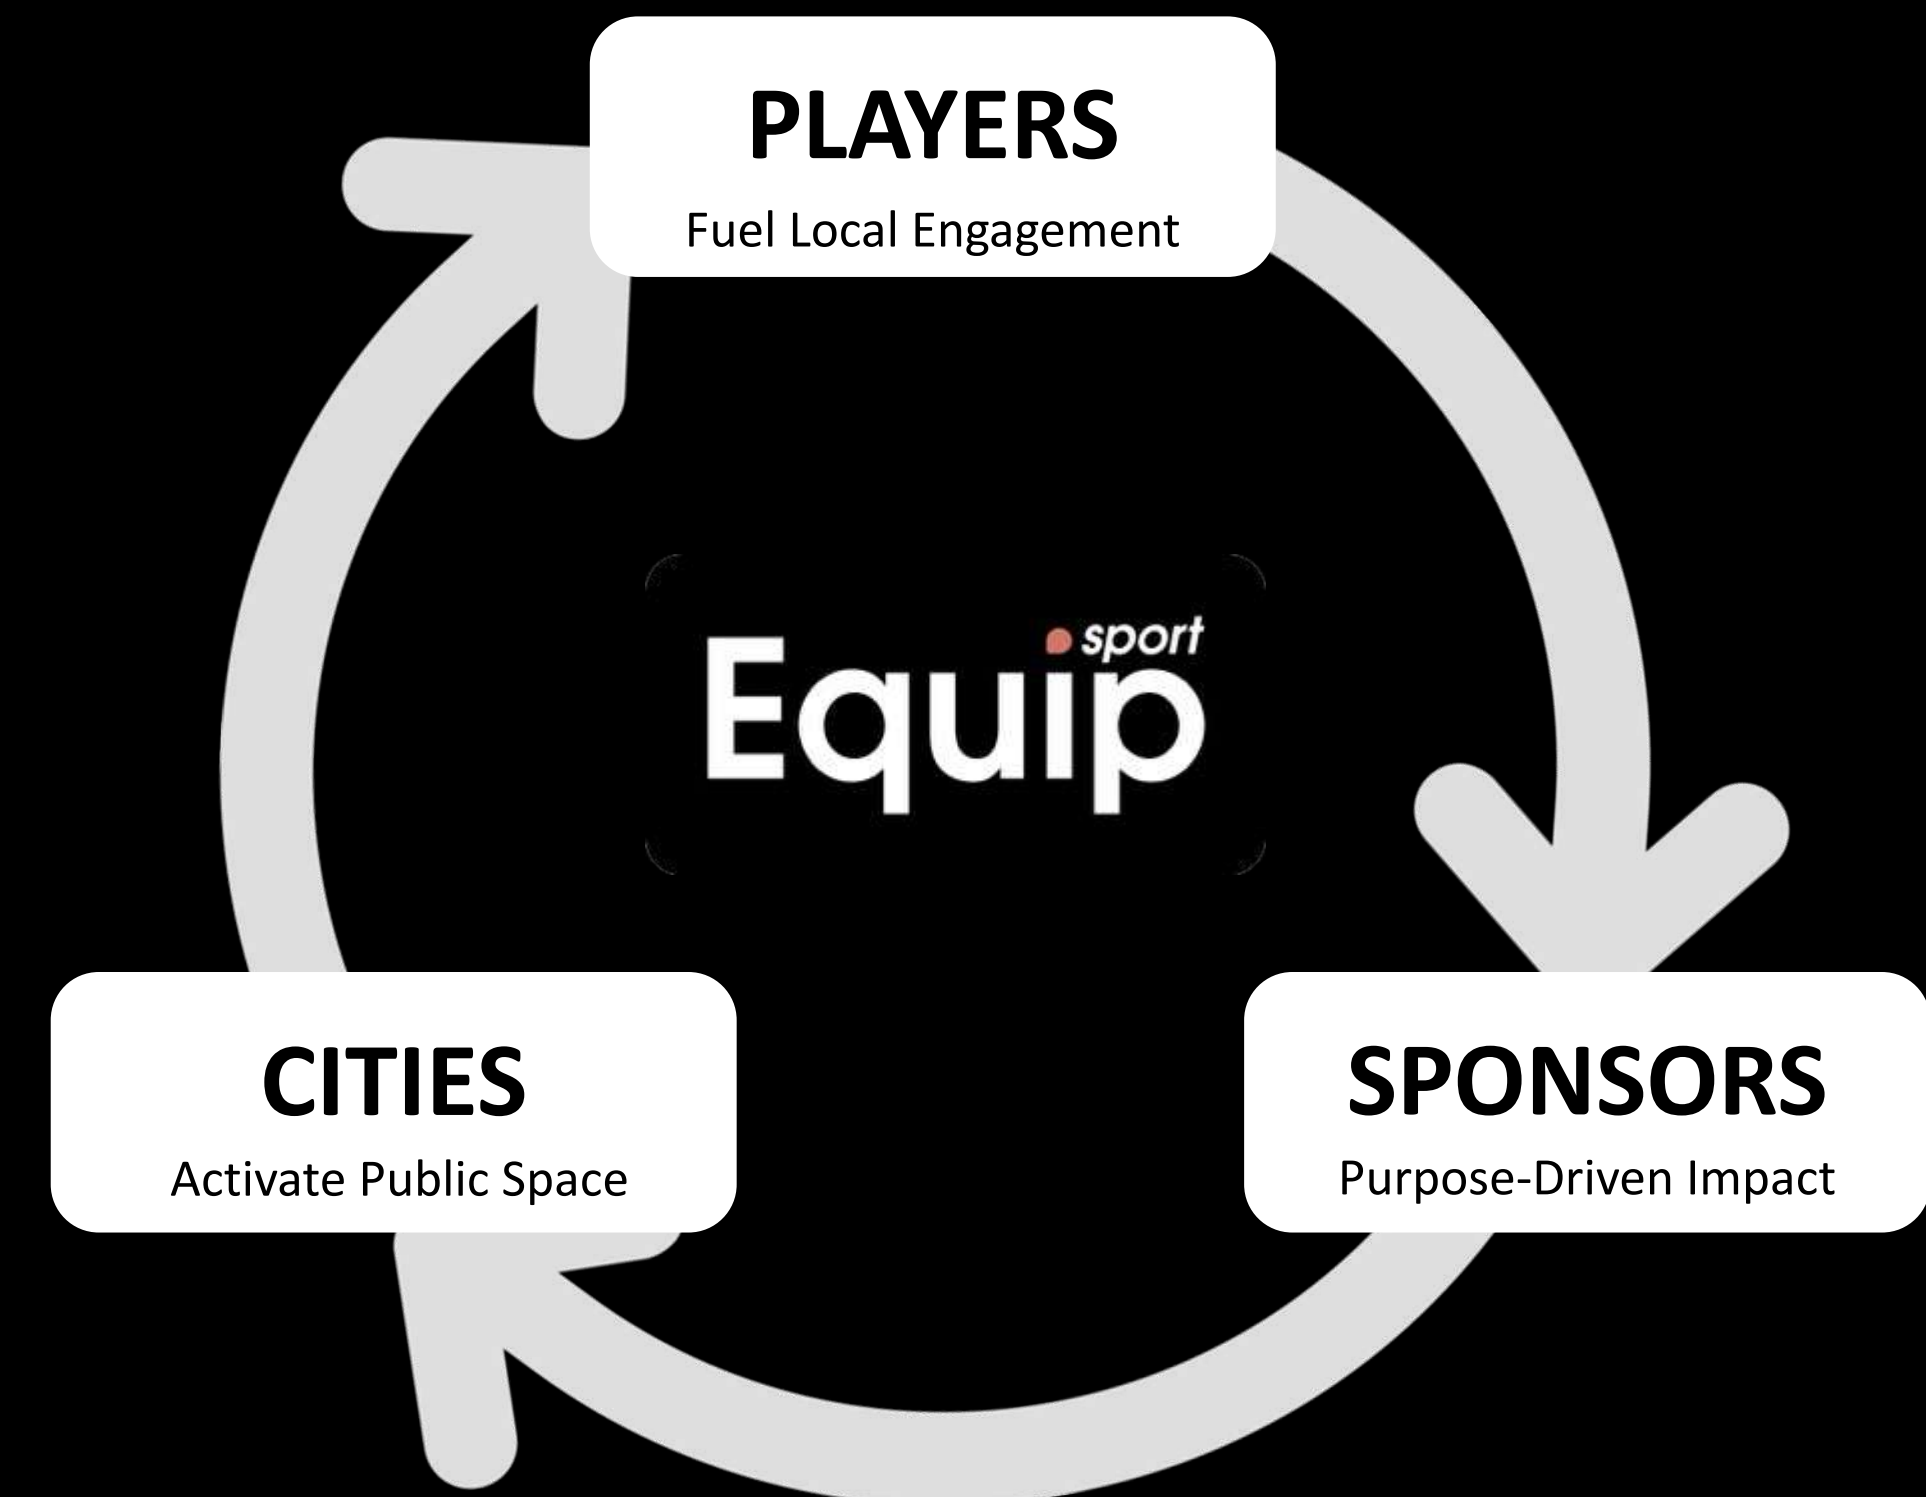 PLAYERS
Fuel Local Engagement
sport
Equip
CITIES
Activate Public Space
SPONSORS
Purpose-Driven Impact